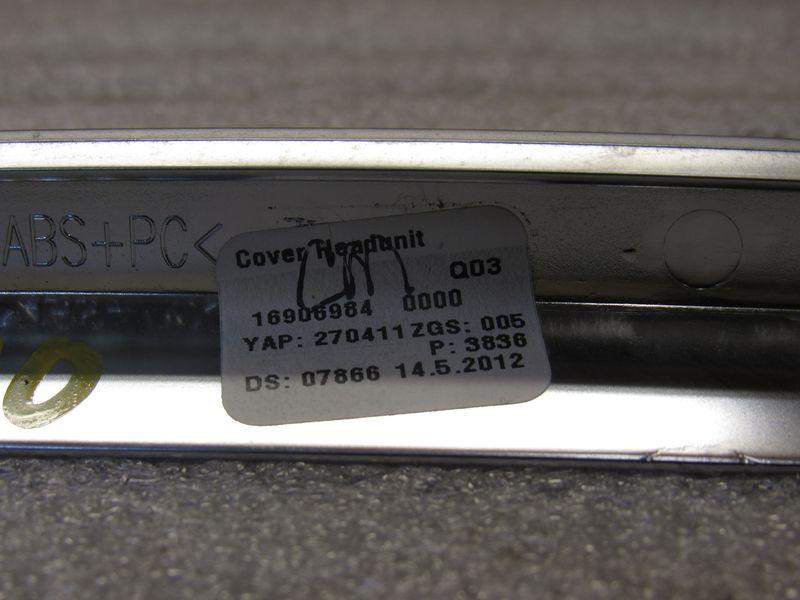 ABS+PC<
Cover Headunit
Q03
16906984 0000
YAP: 270411 ZGS: 005
P: 3836
DS: 07866 14.5.2012